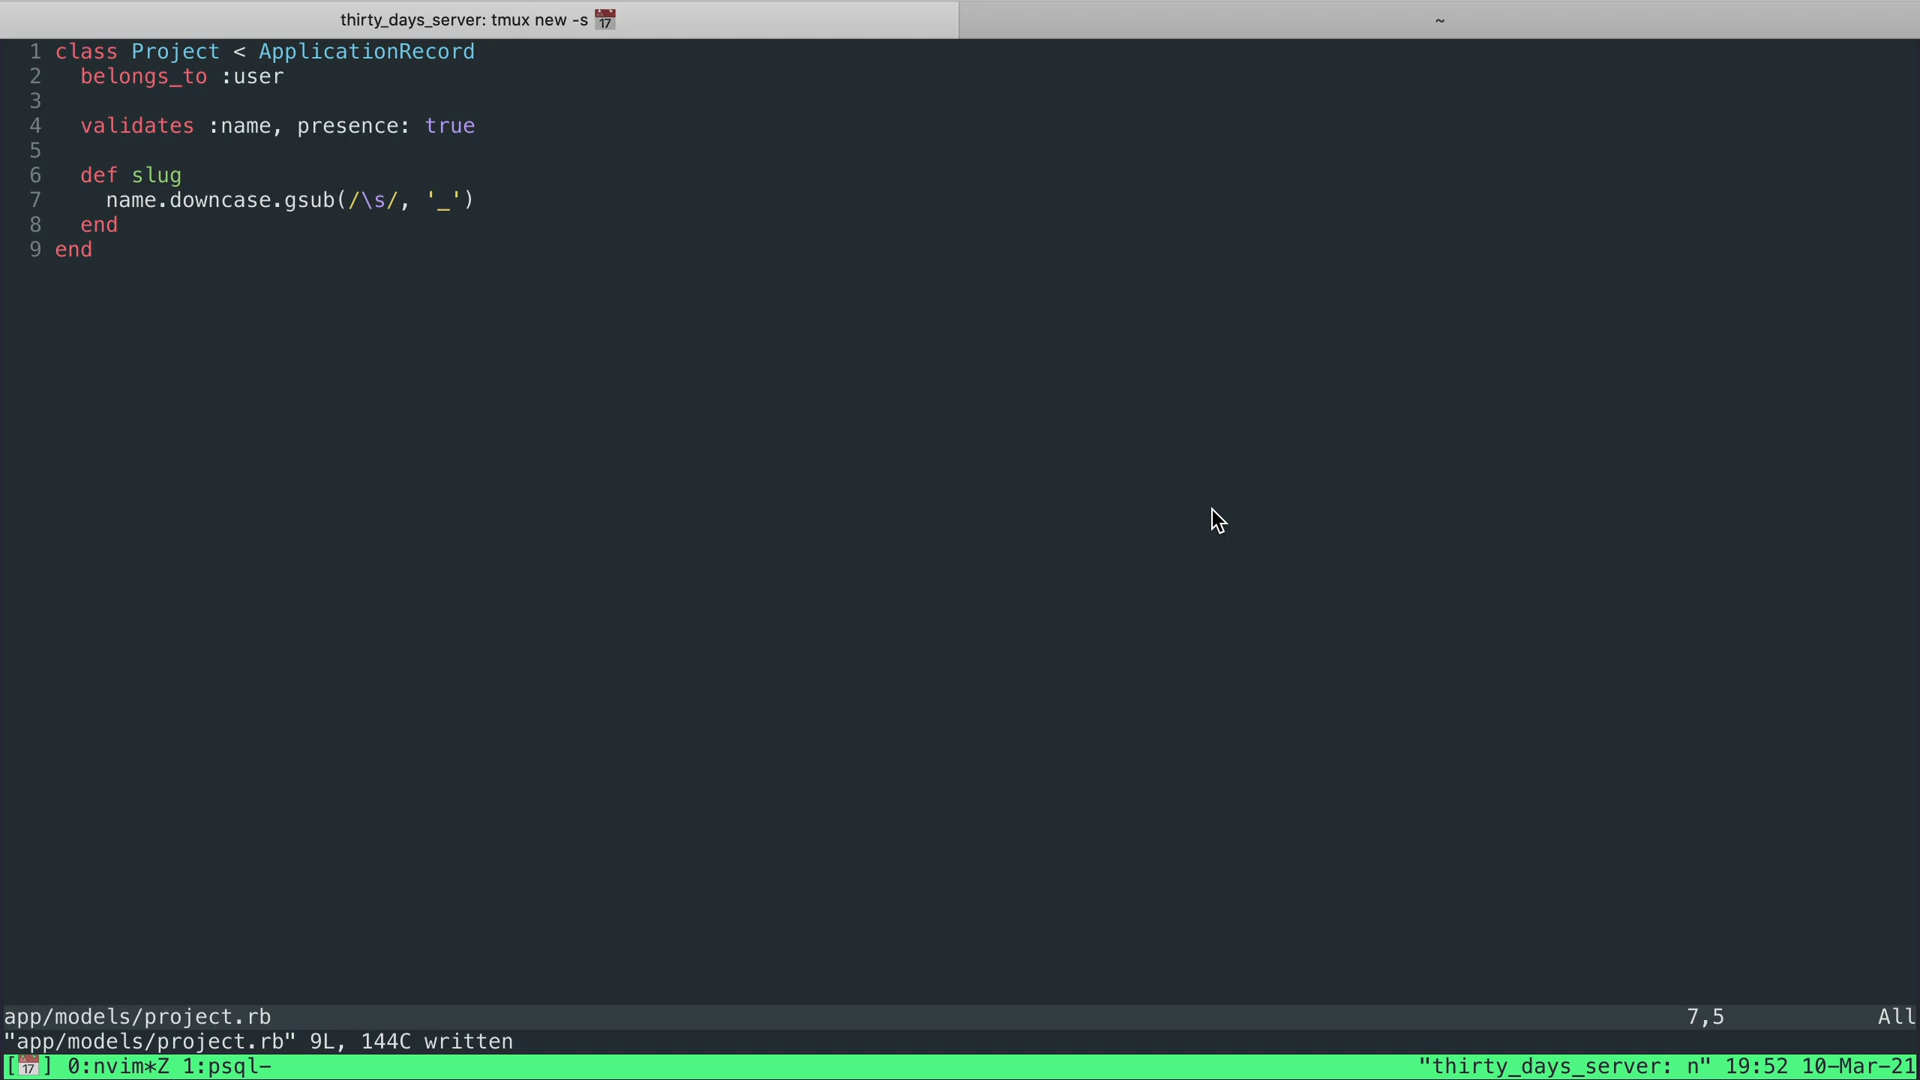 thirty_days_server: tmux new -s 📅 ~
1 class Project < ApplicationRecord
2   belongs_to :user
3
4   validates :name, presence: true
5
6   def slug
7     name.downcase.gsub(/\s/, '_')
8   end
9 end
app/models/project.rb 7,5 All
"app/models/project.rb" 9L, 144C written
[📅] 0:nvim*Z 1:psql- "thirty_days_server: n" 19:52 10-Mar-21